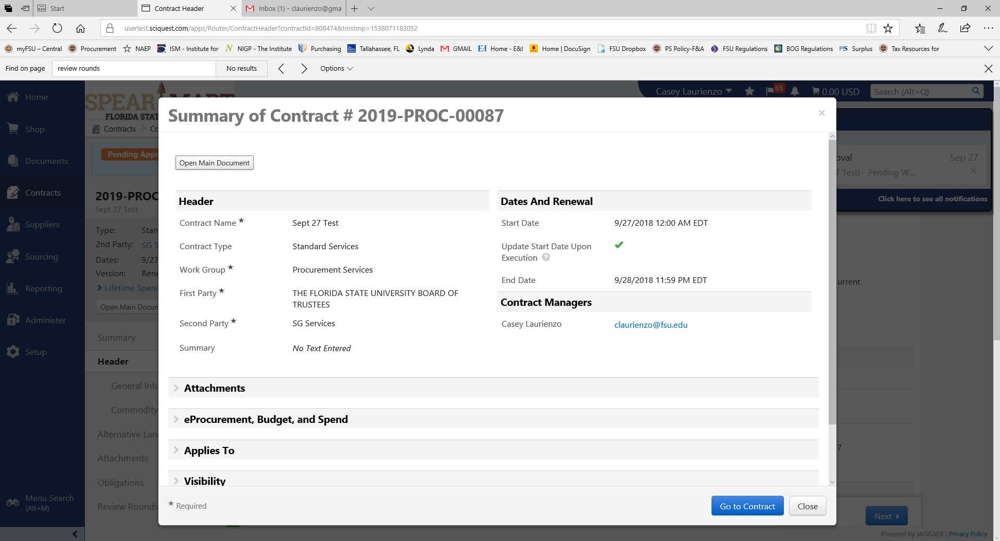 Start
Contract Header
Inbox (1) - claurienzo@gma
usertest.sciquest.com/apps/Router/ContractHeader?contractId=808474&tmstmp=1538071183052
myFSU – Central
Procurement
NAEP
ISM - Institute for
NIGP - The Institute
Purchasing
Tallahassee, FL
Lynda
GMAIL
Home - E&I
Home | DocuSign
FSU Dropbox
PS Policy-F&A
FSU Regulations
BOG Regulations
Surplus
Tax Resources for
Find on page
review rounds
No results
Options
Home
Shop
Documents
Contracts
Suppliers
Sourcing
Reporting
Administer
Setup
Menu Search
(Alt+M)
SPEAR MART
FLORIDA STAT
Casey Laurienzo
65
0.00 USD
Search (Alt+Q)
Contracts
Co
Pending Appr
2019-PROC
Sept 27 Test
Type: Stan
2nd Party: SG S
Dates: 9/27
Version: Rene
Lifetime Spend
Open Main Docum
Summary
Header
General Info
Commodity
Alternative Lan
Attachments
Obligations
Review Rounds
Summary of Contract # 2019-PROC-00087
×
Open Main Document
Header
Contract Name ★ Sept 27 Test
Contract Type Standard Services
Work Group ★ Procurement Services
First Party ★ THE FLORIDA STATE UNIVERSITY BOARD OF
TRUSTEES
Second Party ★ SG Services
Summary No Text Entered
Dates And Renewal
Start Date 9/27/2018 12:00 AM EDT
Update Start Date Upon
Execution ?
End Date 9/28/2018 11:59 PM EDT
Contract Managers
Casey Laurienzo claurienzo@fsu.edu
Attachments
eProcurement, Budget, and Spend
Applies To
Visibility
★ Required
Go to Contract
Close
oval
Sep 27
7 Test) - Pending W...
Click here to see all notifications
urrent
7
Next
Powered by JAGGAER | Privacy Policy